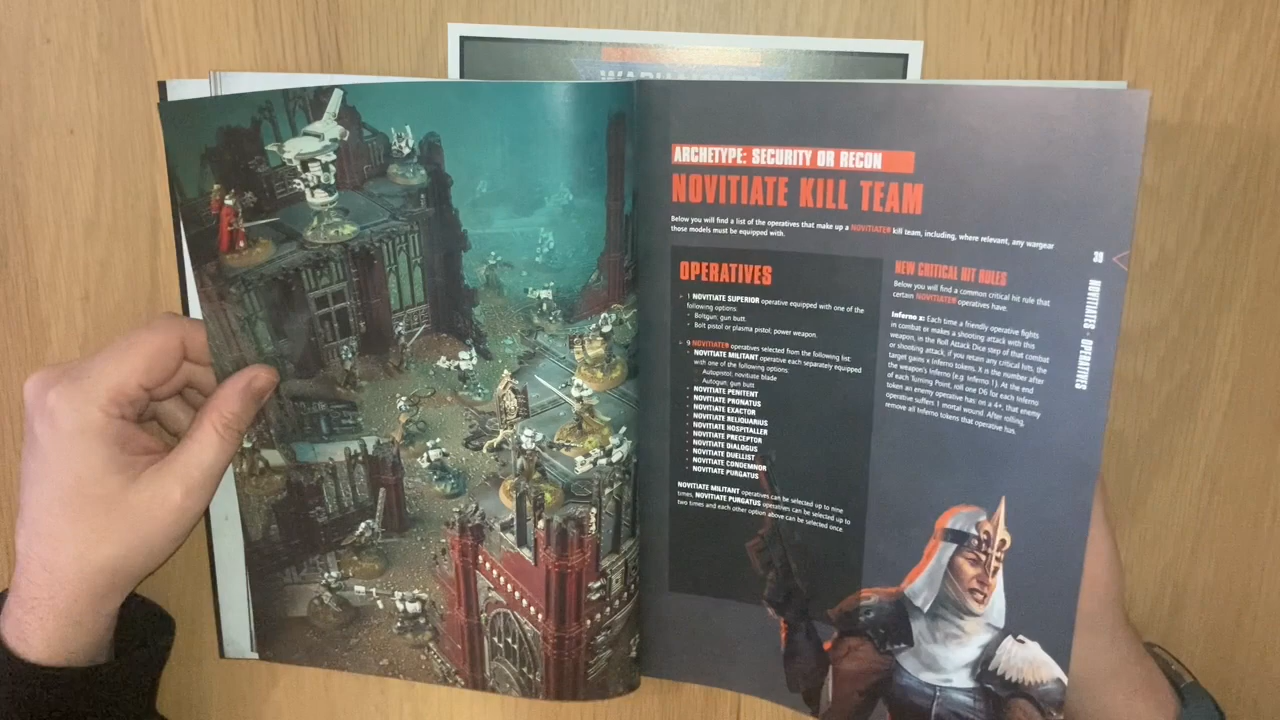 ARCHETYPE: SECURITY OR RECON
NOVITIATE KILL TEAM
Below you will find a list of the operatives that make up a NOVITIATE kill team, including, where relevant, any wargear
those models must be equipped with.
OPERATIVES
1 NOVITIATE SUPERIOR operative equipped with one of the
following options:
Boltgun; gun butt.
Bolt pistol or plasma pistol; power weapon.
9 NOVITIATE operatives selected from the following list:
NOVITIATE MILITANT operative each separately equipped
with one of the following options:
Autopistol; novitiate blade
Autogun; gun butt
NOVITIATE PENITENT
NOVITIATE PRONATUS
NOVITIATE EXACTOR
NOVITIATE RELIQUARIUS
NOVITIATE HOSPITALLER
NOVITIATE PRECEPTOR
NOVITIATE DIALOGUS
NOVITIATE DUELLIST
NOVITIATE CONDEMNOR
NOVITIATE PURGATUS
NOVITIATE MILITANT operatives can be selected up to nine
times, NOVITIATE PURGATUS operatives can be selected up to
two times and each other option above can be selected once.
NEW CRITICAL HIT RULES
Below you will find a common critical hit rule that
certain NOVITIATE operatives have:
Inferno x: Each time a friendly operative fights
in combat or makes a shooting attack with this
weapon, in the Roll Attack Dice step of that combat
or shooting attack, if you retain any critical hits, the
target gains x Inferno tokens. X is the number after
the weapon's Inferno (e.g. Inferno 1). At the end
of each Turning Point, roll one D6 for each Inferno
token an enemy operative has: on a 4+, that enemy
operative suffers 1 mortal wound. After rolling,
remove all Inferno tokens that operative has.
39
NOVITIATES - OPERATIVES